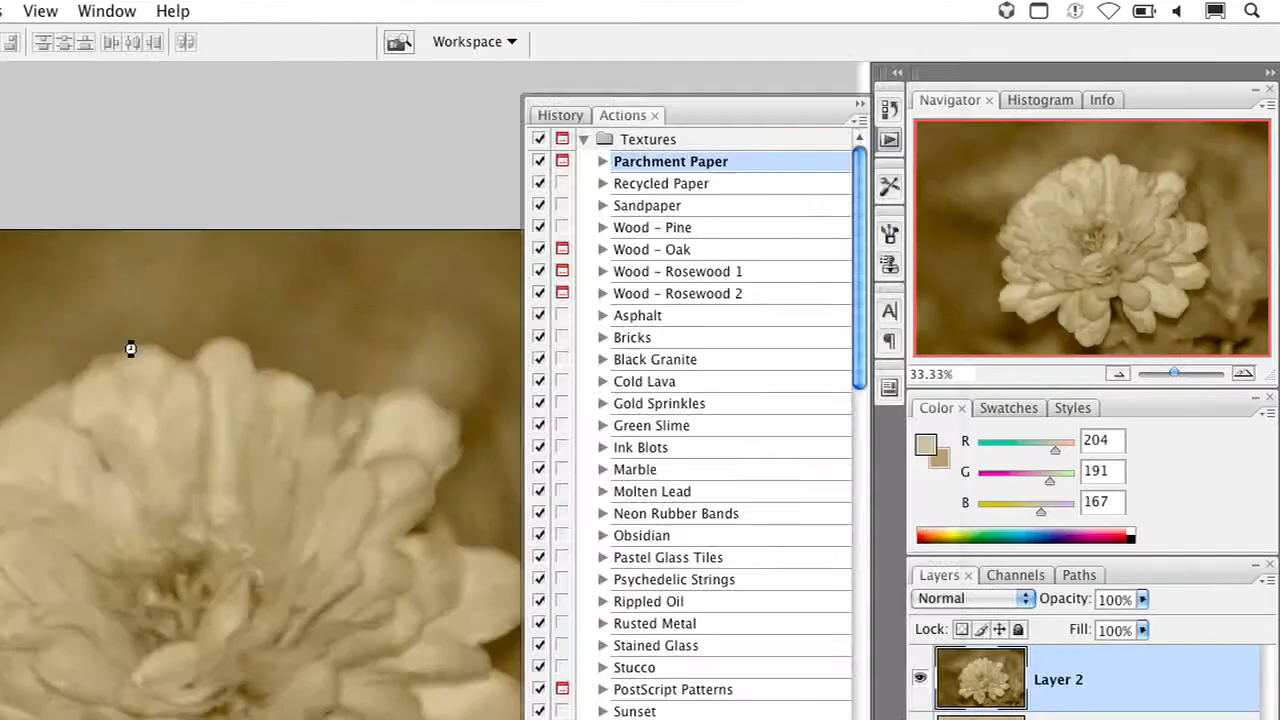 View Window Help
Workspace
History Actions
Textures
Parchment Paper
Recycled Paper
Sandpaper
Wood - Pine
Wood - Oak
Wood - Rosewood 1
Wood - Rosewood 2
Asphalt
Bricks
Black Granite
Cold Lava
Gold Sprinkles
Green Slime
Ink Blots
Marble
Molten Lead
Neon Rubber Bands
Obsidian
Pastel Glass Tiles
Psychedelic Strings
Rippled Oil
Rusted Metal
Stained Glass
Stucco
PostScript Patterns
Sunset
Navigator Histogram Info
33.33%
Color Swatches Styles
R 204
G 191
B 167
Layers Channels Paths
Normal Opacity: 100%
Lock: Fill: 100%
Layer 2